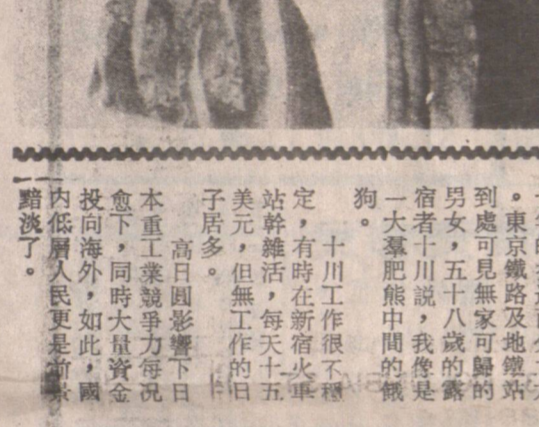 。東京鐵路及地鐵站
到處可見無家可歸的
男女，五十八歲的露
宿者十川説，我像是
一大羣肥熊中間的餓
狗。
十川工作很不穩
定，有時在新宿火車
站幹雜活，每天十五
美元，但無工作的日
子居多。
高日圓影響下日
本重工業競爭力每况
愈下，同時大量資金
投向海外，如此，國
内低層人民更是前景
黯淡了。